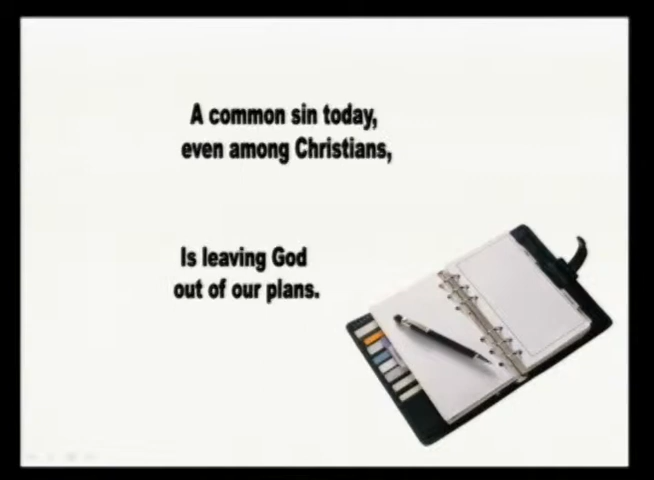 A common sin today,
even among Christians,
Is leaving God
out of our plans.